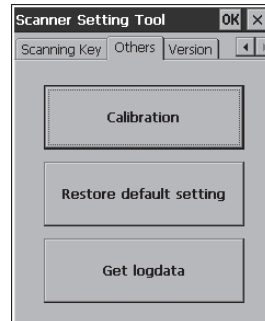 Scanner Setting Tool OK ×
Scanning Key Others Version
Calibration
Restore default setting
Get logdata